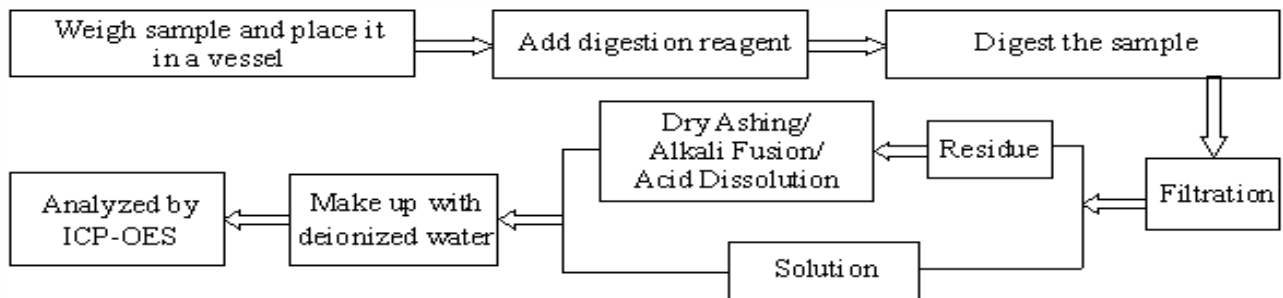 Weigh sample and place it
in a vessel
Add digestion reagent
Digest the sample
Filtration
Residue
Dry Ashing/
Alkali Fusion/
Acid Dissolution
Solution
Make up with
deionized water
Analyzed by
ICP-OES